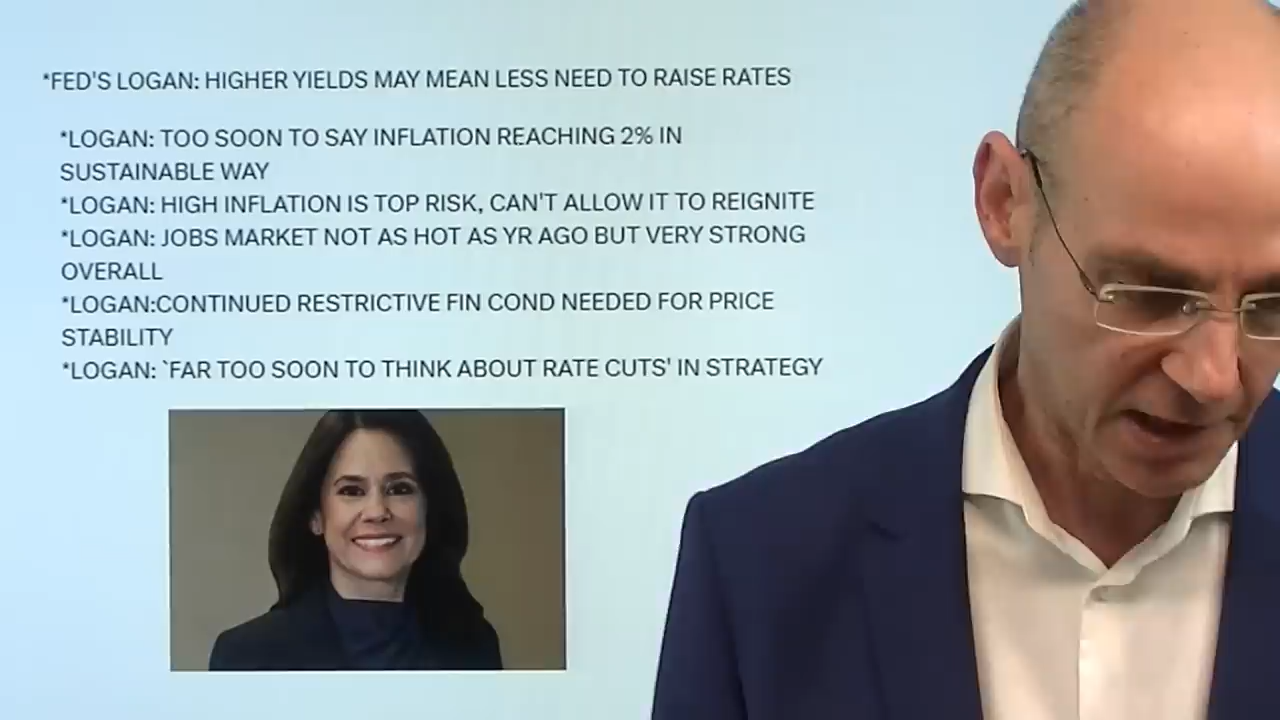 *FED'S LOGAN: HIGHER YIELDS MAY MEAN LESS NEED TO RAISE RATES
*LOGAN: TOO SOON TO SAY INFLATION REACHING 2% IN
SUSTAINABLE WAY
*LOGAN: HIGH INFLATION IS TOP RISK, CAN'T ALLOW IT TO REIGNITE
*LOGAN: JOBS MARKET NOT AS HOT AS YR AGO BUT VERY STRONG
OVERALL
*LOGAN:CONTINUED RESTRICTIVE FIN COND NEEDED FOR PRICE
STABILITY
*LOGAN: `FAR TOO SOON TO THINK ABOUT RATE CUTS' IN STRATEGY